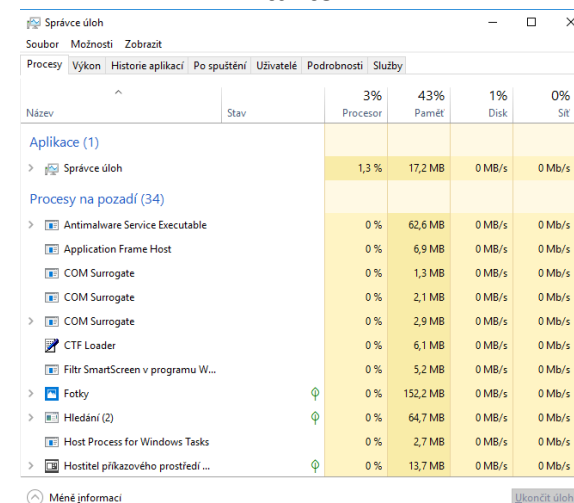 Správce úloh
Soubor Možnosti Zobrazit
Procesy Výkon Historie aplikací Po spuštění Uživatelé Podrobnosti Služby
3% 43% 1% 0%
Název Stav Procesor Paměť Disk Síť
Aplikace (1)
Správce úloh 1,3 % 17,2 MB 0 MB/s 0 Mb/s
Procesy na pozadí (34)
Antimalware Service Executable 0 % 62,6 MB 0 MB/s 0 Mb/s
Application Frame Host 0 % 6,9 MB 0 MB/s 0 Mb/s
COM Surrogate 0 % 1,3 MB 0 MB/s 0 Mb/s
COM Surrogate 0 % 2,1 MB 0 MB/s 0 Mb/s
COM Surrogate 0 % 2,9 MB 0 MB/s 0 Mb/s
CTF Loader 0 % 6,1 MB 0 MB/s 0 Mb/s
Filtr SmartScreen v programu W... 0 % 5,2 MB 0 MB/s 0 Mb/s
Fotky 0 % 152,2 MB 0 MB/s 0 Mb/s
Hledání (2) 0 % 64,7 MB 0 MB/s 0 Mb/s
Host Process for Windows Tasks 0 % 2,7 MB 0 MB/s 0 Mb/s
Hostitel příkazového prostředí ... 0 % 13,7 MB 0 MB/s 0 Mb/s
Méně informací Ukončit úloh